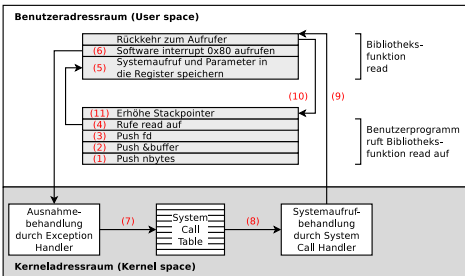 Benutzeradressraum (User space)
Rückkehr zum Aufrufer
(6) Software interrupt 0x80 aufrufen
(5) Systemaufruf und Parameter in
die Register speichern
Bibliotheks-
funktion
read
(10)
(9)
(11) Erhöhe Stackpointer
(4) Rufe read auf
(3) Push fd
(2) Push &buffer
(1) Push nbytes
Benutzerprogramm
ruft Bibliotheks-
funktion read auf
Ausnahme-
behandlung
durch Exception
Handler
(7)
System
Call
Table
(8)
Systemaufruf-
behandlung
durch System
Call Handler
Kerneladressraum (Kernel space)